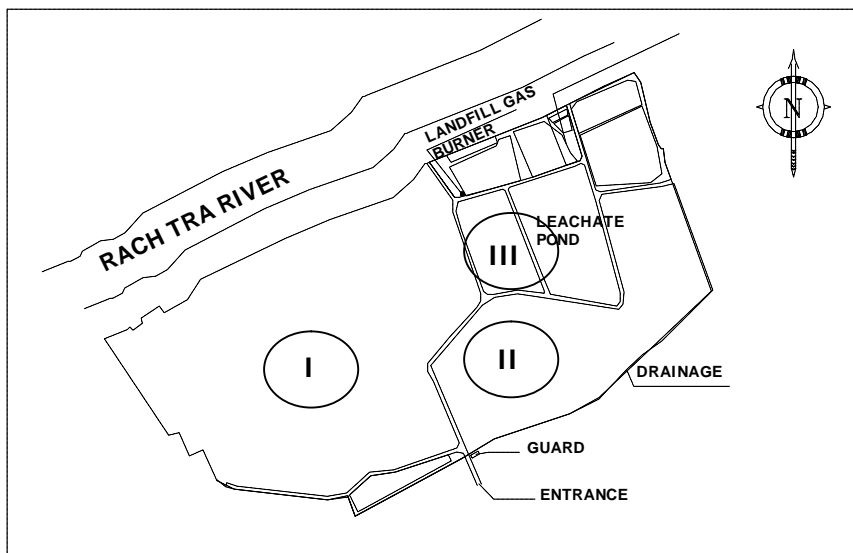 LANDFILL GAS
BURNER
N
RACH TRA RIVER
LEACHATE
POND
III
I
II
DRAINAGE
GUARD
ENTRANCE